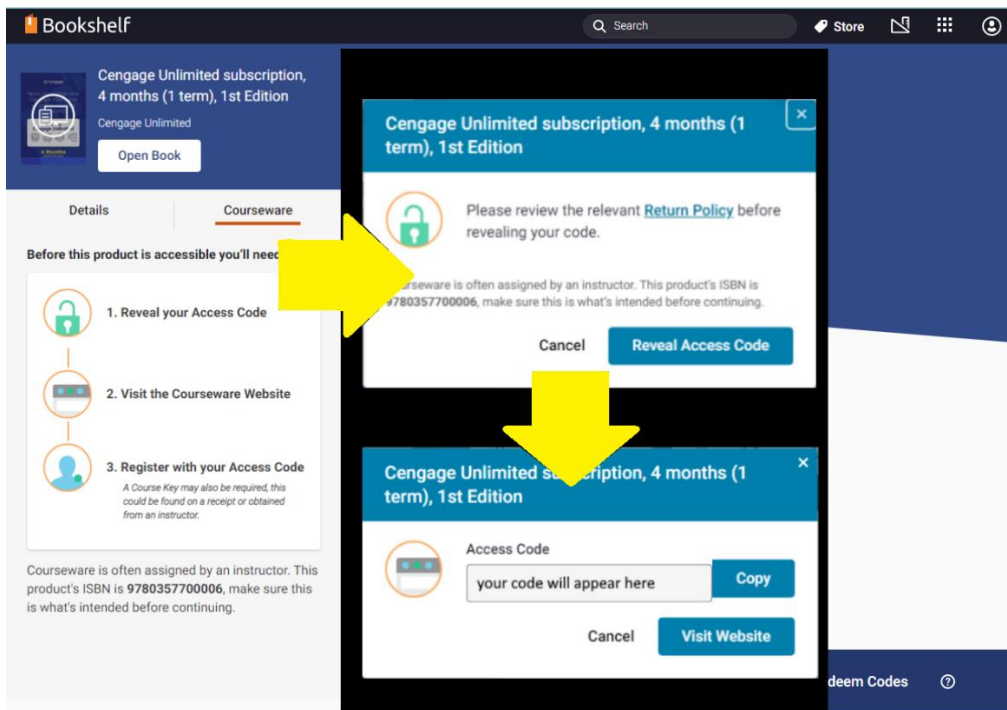 Bookshelf
Search
Store
Cengage Unlimited subscription,
4 months (1 term), 1st Edition
Cengage Unlimited
Open Book
Details
Courseware
Before this product is accessible you'll
1. Reveal your Access Code
2. Visit the Courseware Website
3. Register with your Access Code
A Course Key may also be required, this
could be found on a receipt or obtained
from an instructor.
Courseware is often assigned by an instructor. This
product's ISBN is 9780357700006, make sure this
is what's intended before continuing.
Cengage Unlimited subscription, 4 months (1
term), 1st Edition
Please review the relevant Return Policy before
revealing your code.
is often assigned by an instructor. This product's ISBN is
9780357700006, make sure this is what's intended before continuing.
Cancel
Reveal Access Code
Cengage Unlimited subscription, 4 months (1
term), 1st Edition
Access Code
your code will appear here
Copy
Cancel
Visit Website
deem Codes